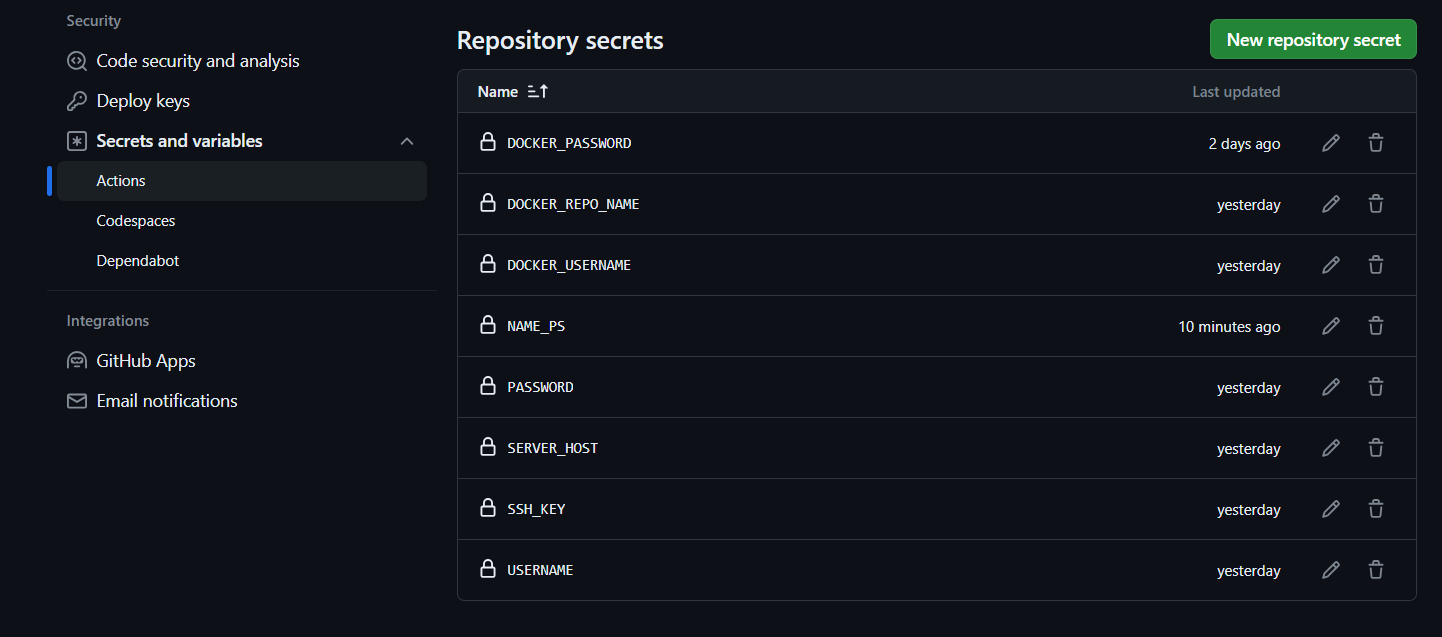 Security
Code security and analysis
Deploy keys
Secrets and variables
Actions
Codespaces
Dependabot
Integrations
GitHub Apps
Email notifications
Repository secrets
New repository secret
Name Last updated
DOCKER_PASSWORD 2 days ago
DOCKER_REPO_NAME yesterday
DOCKER_USERNAME yesterday
NAME_PS 10 minutes ago
PASSWORD yesterday
SERVER_HOST yesterday
SSH_KEY yesterday
USERNAME yesterday